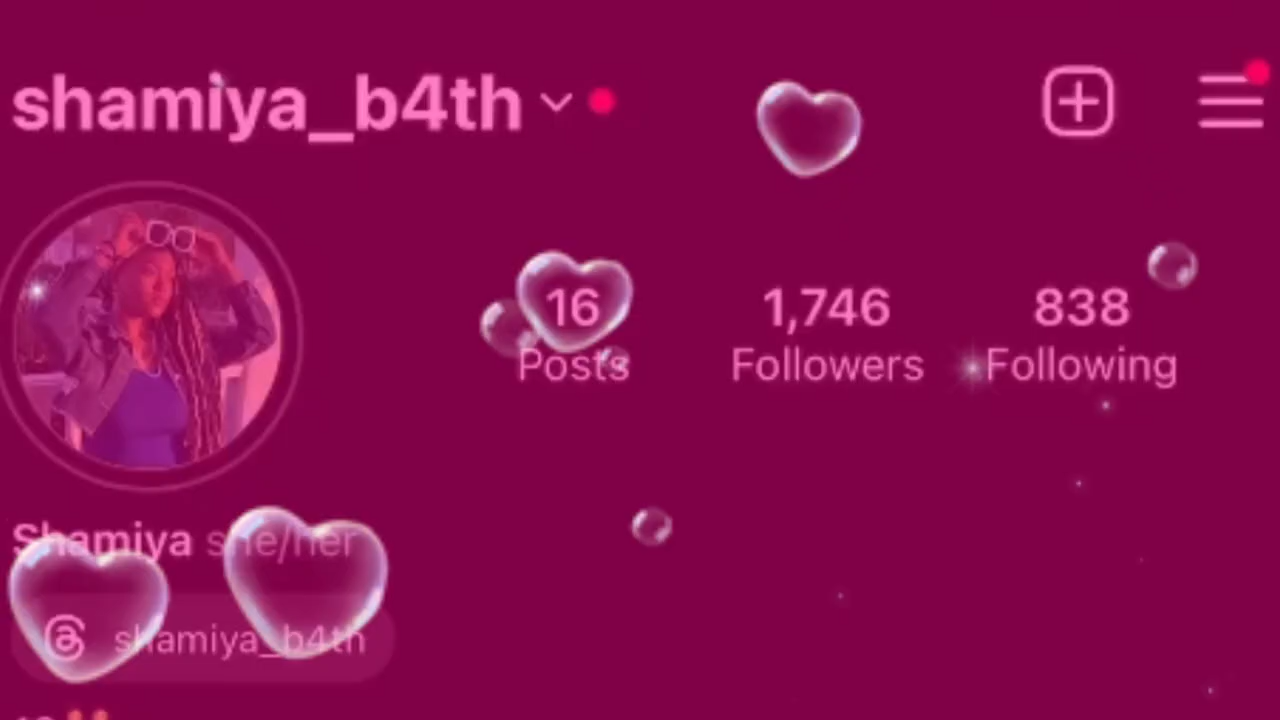 shamiya_b4th
16 1,746 838
Posts Followers Following
Shamiya she/her
shamiya_b4th